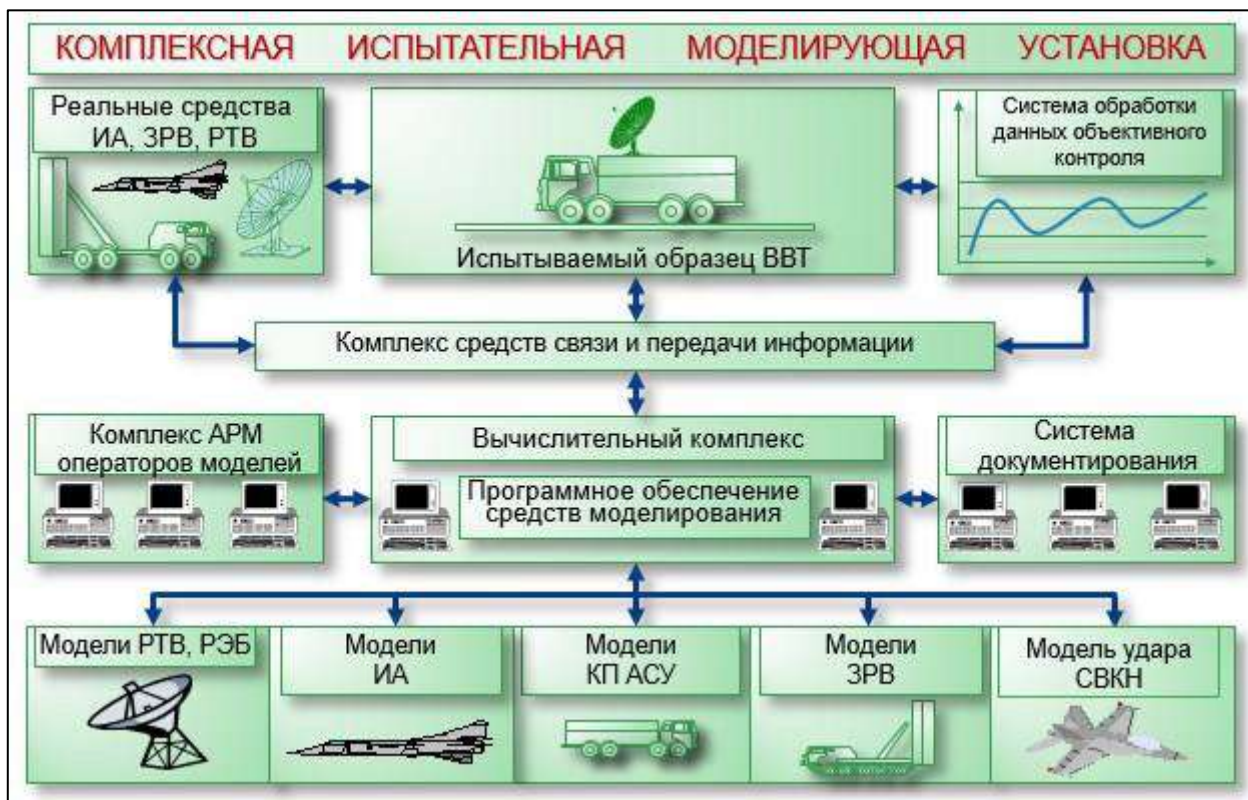 КОМПЛЕКСНАЯ ИСПЫТАТЕЛЬНАЯ МОДЕЛИРУЮЩАЯ УСТАНОВКА
Реальные средства
ИА, ЗРВ, РТВ
Испытываемый образец ВВТ
Система обработки
данных объективного
контроля
Комплекс средств связи и передачи информации
Комплекс АРМ
операторов моделей
Вычислительный комплекс
Программное обеспечение
средств моделирования
Система
документирования
Модели РТВ, РЭБ
Модели
ИА
Модели
КП АСУ
Модели
ЗРВ
Модель удара
СВКН